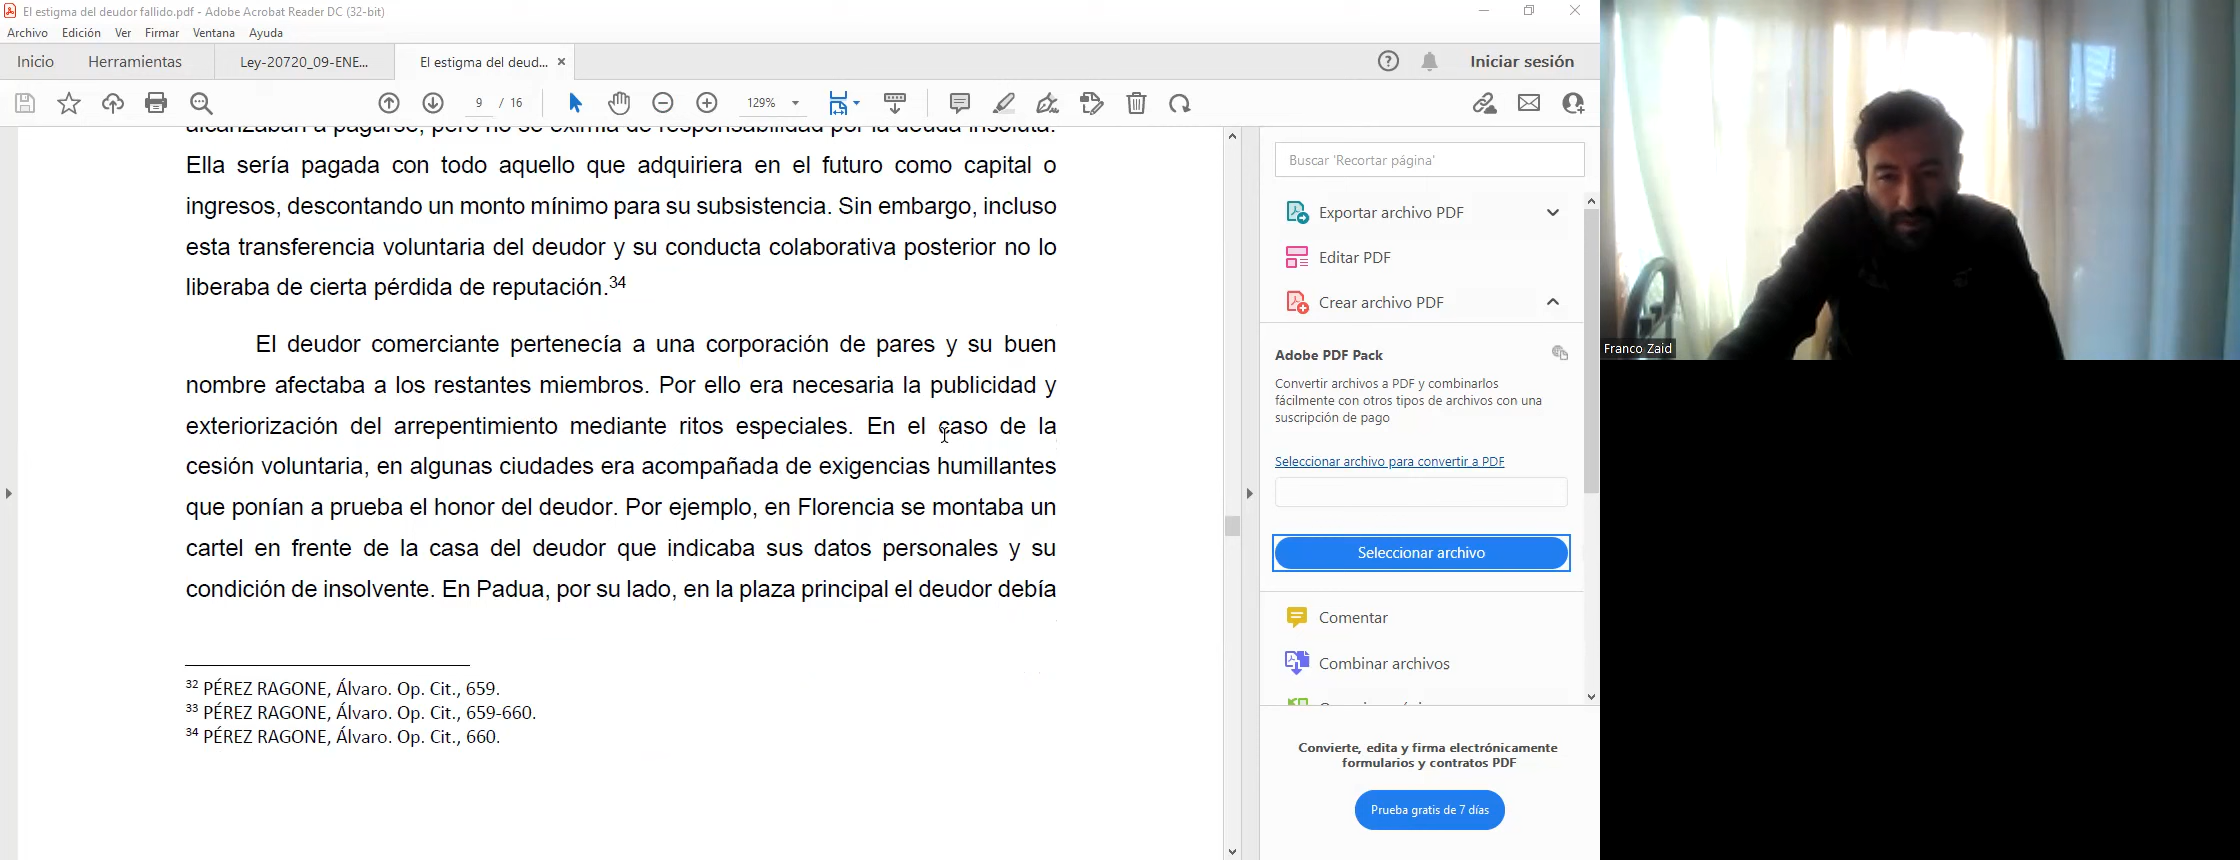 El estigma del deudor fallido.pdf - Adobe Acrobat Reader DC (32-bit)
Archivo Edición Ver Firmar Ventana Ayuda
Inicio Herramientas Ley-20720_09-ENE... El estigma del deud... × Iniciar sesión
9 / 16 129%
alcanzaban a pagarse, pero no se eximía de responsabilidad por la deuda insoluta.
Ella sería pagada con todo aquello que adquiriera en el futuro como capital o
ingresos, descontando un monto mínimo para su subsistencia. Sin embargo, incluso
esta transferencia voluntaria del deudor y su conducta colaborativa posterior no lo
liberaba de cierta pérdida de reputación.34
El deudor comerciante pertenecía a una corporación de pares y su buen
nombre afectaba a los restantes miembros. Por ello era necesaria la publicidad y
exteriorización del arrepentimiento mediante ritos especiales. En el caso de la
cesión voluntaria, en algunas ciudades era acompañada de exigencias humillantes
que ponían a prueba el honor del deudor. Por ejemplo, en Florencia se montaba un
cartel en frente de la casa del deudor que indicaba sus datos personales y su
condición de insolvente. En Padua, por su lado, en la plaza principal el deudor debía
32 PÉREZ RAGONE, Álvaro. Op. Cit., 659.
33 PÉREZ RAGONE, Álvaro. Op. Cit., 659-660.
34 PÉREZ RAGONE, Álvaro. Op. Cit., 660.
Buscar 'Recortar página'
Exportar archivo PDF
Editar PDF
Crear archivo PDF
Adobe PDF Pack
Convertir archivos a PDF y combinarlos
fácilmente con otros tipos de archivos con una
suscripción de pago
Seleccionar archivo para convertir a PDF
Seleccionar archivo
Comentar
Combinar archivos
Convierte, edita y firma electrónicamente
formularios y contratos PDF
Prueba gratis de 7 días
Franco Zaid